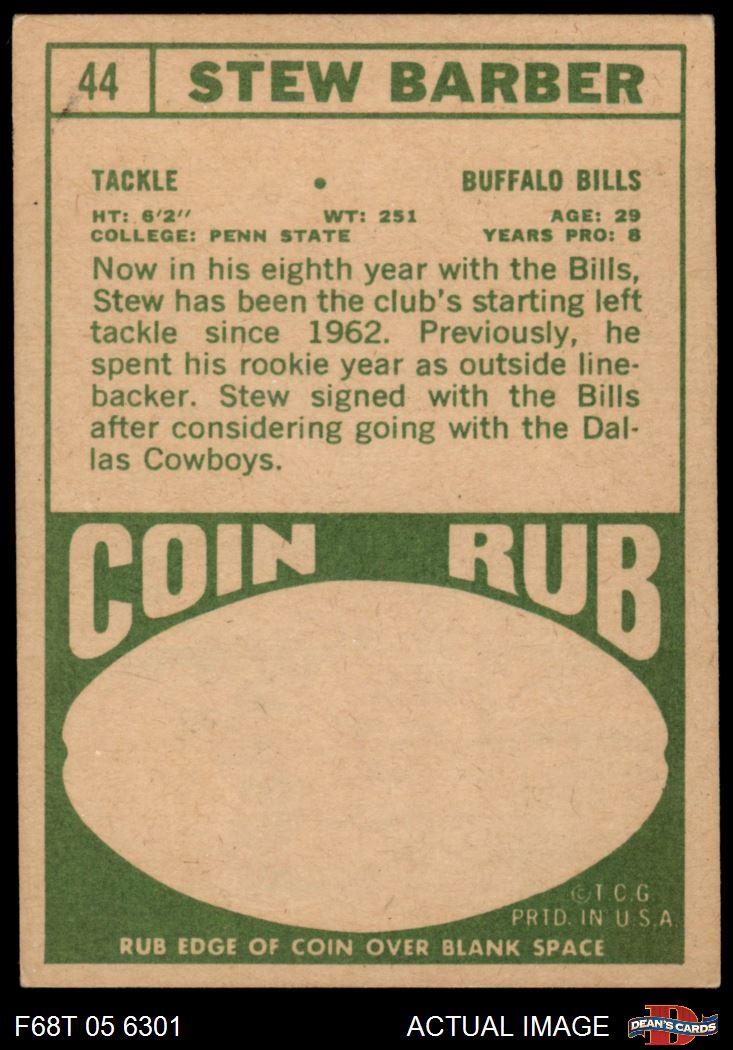 44 STEW BARBER
TACKLE • BUFFALO BILLS
HT: 6'2" WT: 251 AGE: 29
COLLEGE: PENN STATE YEARS PRO: 8
Now in his eighth year with the Bills,
Stew has been the club's starting left
tackle since 1962. Previously, he
spent his rookie year as outside line-
backer. Stew signed with the Bills
after considering going with the Dal-
las Cowboys.
COIN RUB
©T.C.G.
PRTD. IN U.S.A.
RUB EDGE OF COIN OVER BLANK SPACE
F68T 05 6301 ACTUAL IMAGE D DEAN'S CARDS